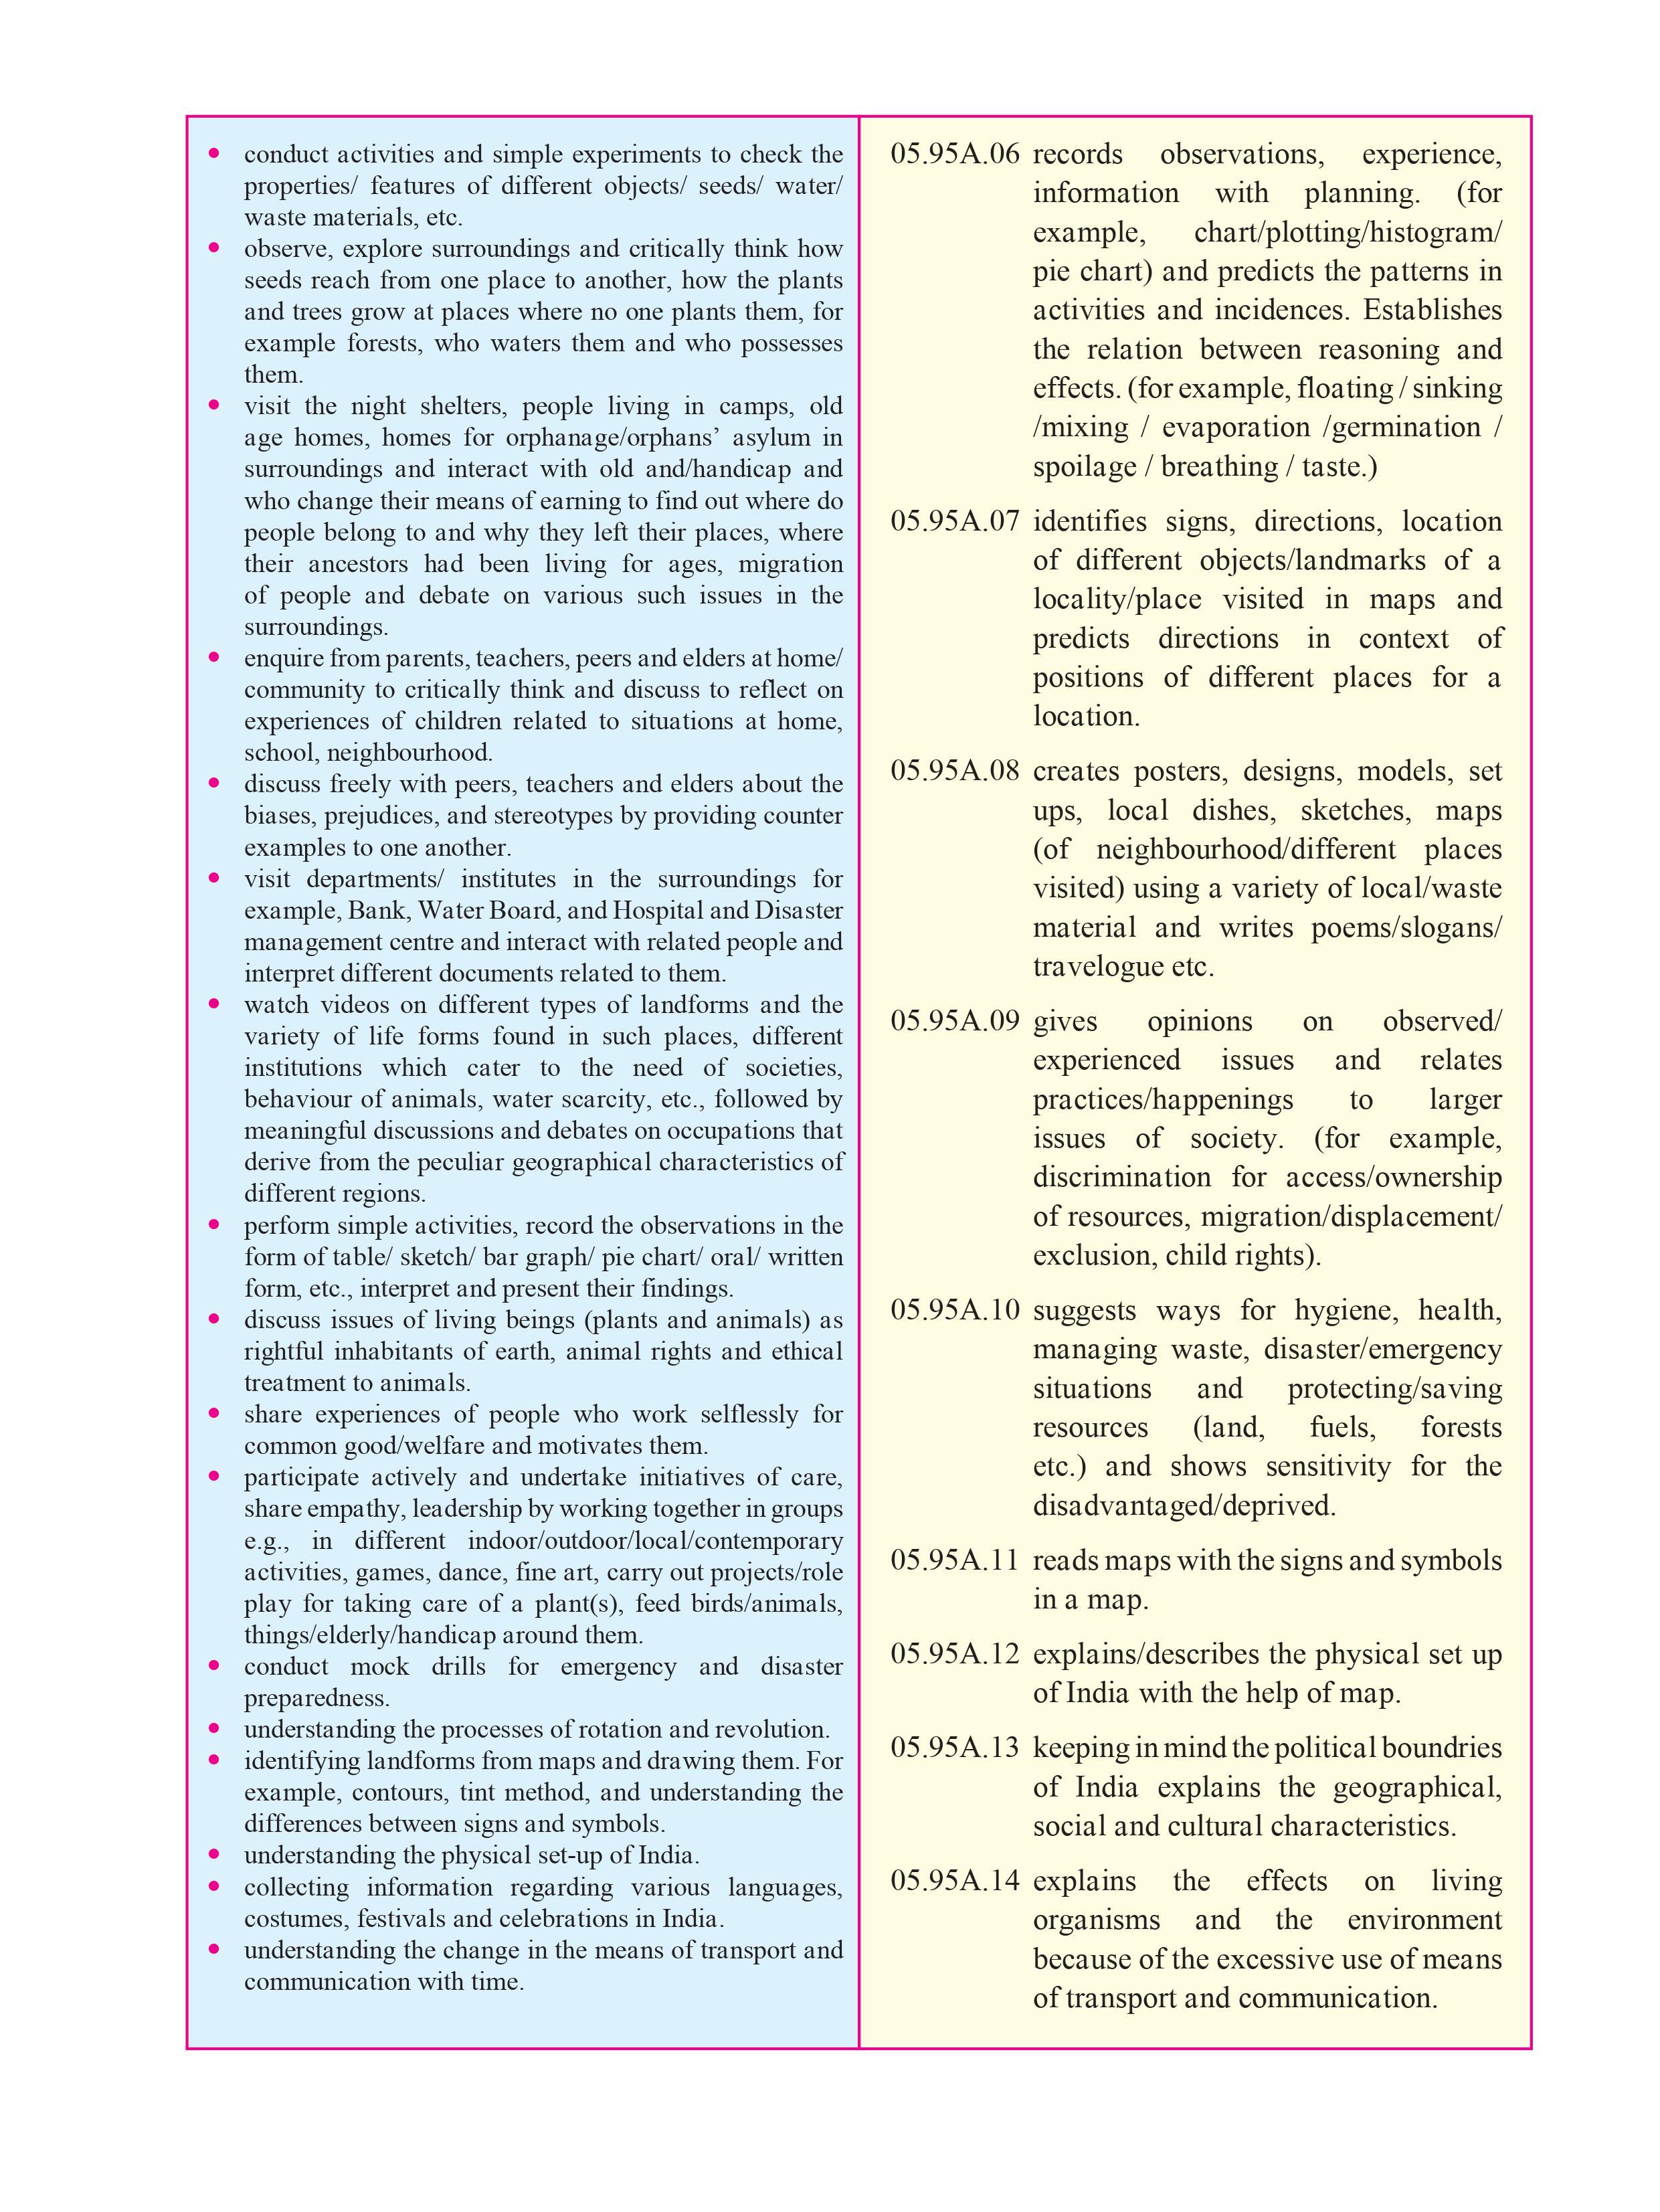 • conduct activities and simple experiments to check the
properties/ features of different objects/ seeds/ water/
waste materials, etc.
• observe, explore surroundings and critically think how
seeds reach from one place to another, how the plants
and trees grow at places where no one plants them, for
example forests, who waters them and who possesses
them.
• visit the night shelters, people living in camps, old
age homes, homes for orphanage/orphans’ asylum in
surroundings and interact with old and/handicap and
who change their means of earning to find out where do
people belong to and why they left their places, where
their ancestors had been living for ages, migration
of people and debate on various such issues in the
surroundings.
• enquire from parents, teachers, peers and elders at home/
community to critically think and discuss to reflect on
experiences of children related to situations at home,
school, neighbourhood.
• discuss freely with peers, teachers and elders about the
biases, prejudices, and stereotypes by providing counter
examples to one another.
• visit departments/ institutes in the surroundings for
example, Bank, Water Board, and Hospital and Disaster
management centre and interact with related people and
interpret different documents related to them.
• watch videos on different types of landforms and the
variety of life forms found in such places, different
institutions which cater to the need of societies,
behaviour of animals, water scarcity, etc., followed by
meaningful discussions and debates on occupations that
derive from the peculiar geographical characteristics of
different regions.
• perform simple activities, record the observations in the
form of table/ sketch/ bar graph/ pie chart/ oral/ written
form, etc., interpret and present their findings.
• discuss issues of living beings (plants and animals) as
rightful inhabitants of earth, animal rights and ethical
treatment to animals.
• share experiences of people who work selflessly for
common good/welfare and motivates them.
• participate actively and undertake initiatives of care,
share empathy, leadership by working together in groups
e.g., in different indoor/outdoor/local/contemporary
activities, games, dance, fine art, carry out projects/role
play for taking care of a plant(s), feed birds/animals,
things/elderly/handicap around them.
• conduct mock drills for emergency and disaster
preparedness.
• understanding the processes of rotation and revolution.
• identifying landforms from maps and drawing them. For
example, contours, tint method, and understanding the
differences between signs and symbols.
• understanding the physical set-up of India.
• collecting information regarding various languages,
costumes, festivals and celebrations in India.
• understanding the change in the means of transport and
communication with time.
05.95A.06 records observations, experience,
information with planning. (for
example, chart/plotting/histogram/
pie chart) and predicts the patterns in
activities and incidences. Establishes
the relation between reasoning and
effects. (for example, floating / sinking
/mixing / evaporation /germination /
spoilage / breathing / taste.)
05.95A.07 identifies signs, directions, location
of different objects/landmarks of a
locality/place visited in maps and
predicts directions in context of
positions of different places for a
location.
05.95A.08 creates posters, designs, models, set
ups, local dishes, sketches, maps
(of neighbourhood/different places
visited) using a variety of local/waste
material and writes poems/slogans/
travelogue etc.
05.95A.09 gives opinions on observed/
experienced issues and relates
practices/happenings to larger
issues of society. (for example,
discrimination for access/ownership
of resources, migration/displacement/
exclusion, child rights).
05.95A.10 suggests ways for hygiene, health,
managing waste, disaster/emergency
situations and protecting/saving
resources (land, fuels, forests
etc.) and shows sensitivity for the
disadvantaged/deprived.
05.95A.11 reads maps with the signs and symbols
in a map.
05.95A.12 explains/describes the physical set up
of India with the help of map.
05.95A.13 keeping in mind the political boundries
of India explains the geographical,
social and cultural characteristics.
05.95A.14 explains the effects on living
organisms and the environment
because of the excessive use of means
of transport and communication.